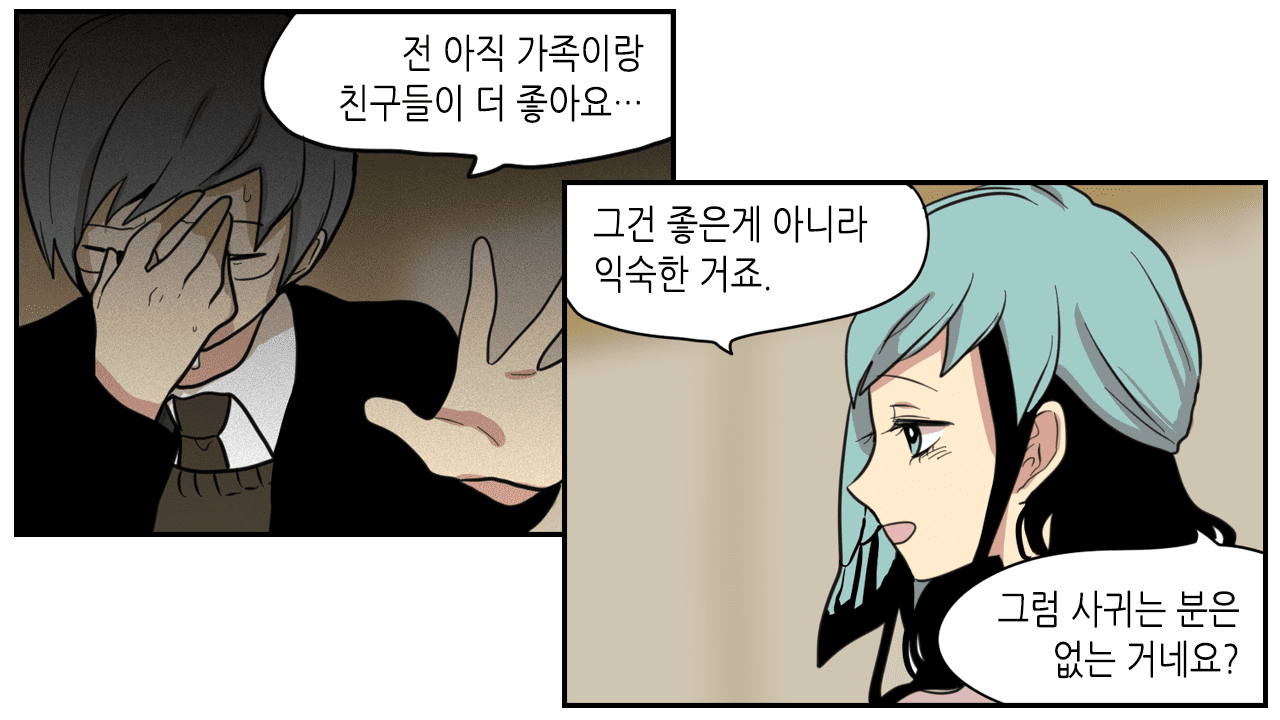 전 아직 가족이랑
친구들이 더 좋아요…
그건 좋은게 아니라
익숙한 거죠.
그럼 사귀는 분은
없는 거네요?